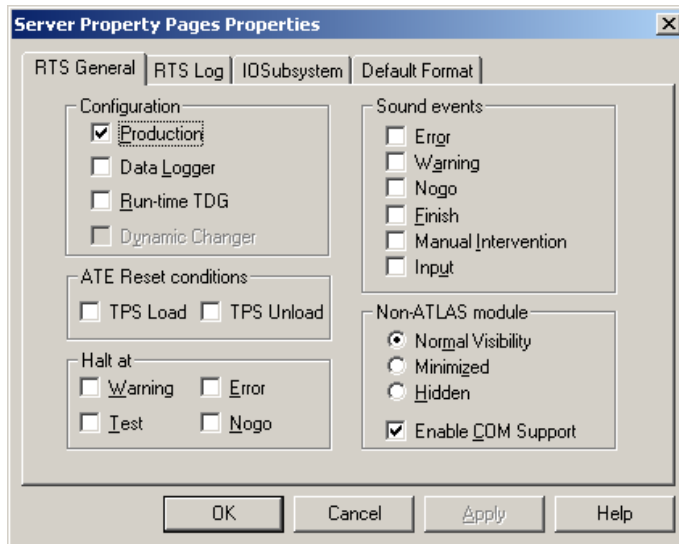 Server Property Pages Properties
RTS General RTS Log IOSubsystem Default Format
Configuration
Production
Data Logger
Run-time TDG
Dynamic Changer
ATE Reset conditions
TPS Load TPS Unload
Halt at
Warning Error
Test Nogo
Sound events
Error
Warning
Nogo
Finish
Manual Intervention
Input
Non-ATLAS module
Normal Visibility
Minimized
Hidden
Enable COM Support
OK Cancel Apply Help